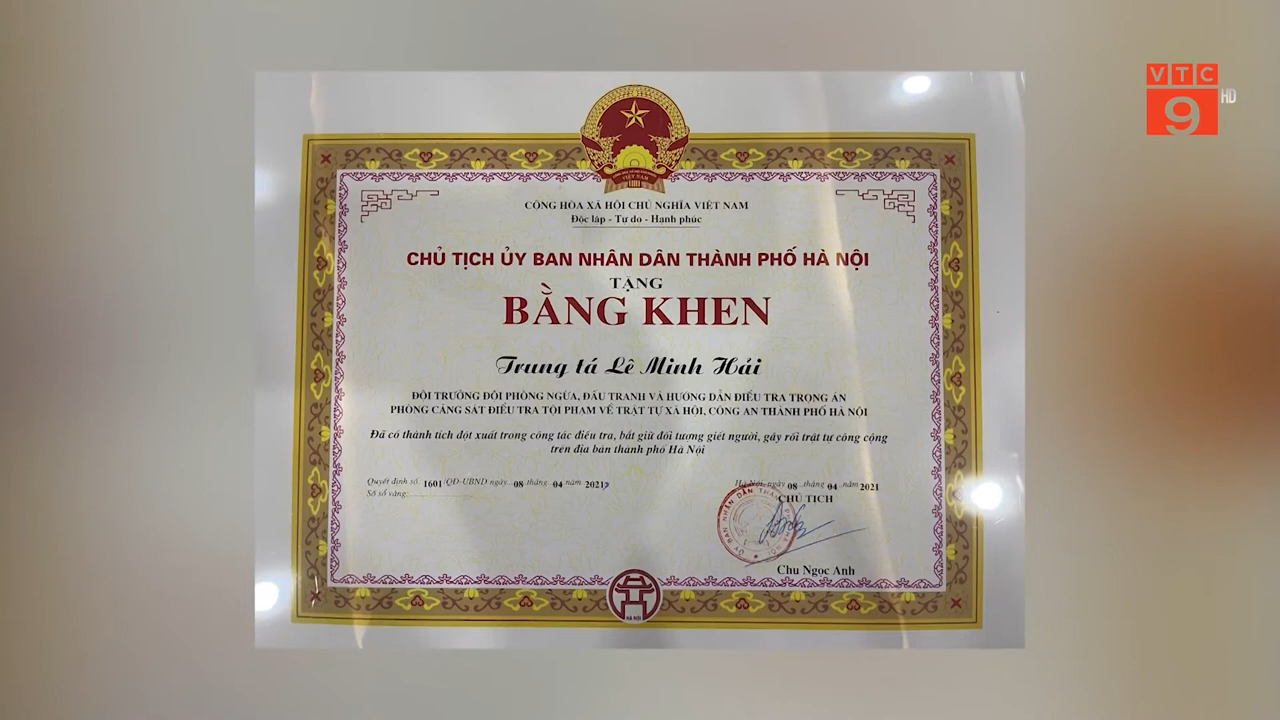 VTC
9 HD
CỘNG HÒA XÃ HỘI CHỦ NGHĨA VIỆT NAM
Độc lập - Tự do - Hạnh phúc
CHỦ TỊCH ỦY BAN NHÂN DÂN THÀNH PHỐ HÀ NỘI
TẶNG
BẰNG KHEN
Trung tá Lê Minh Hải
ĐỘI TRƯỞNG ĐỘI PHÒNG NGỪA, ĐẤU TRANH VÀ HƯỚNG DẪN ĐIỀU TRA TRỌNG ÁN
PHÒNG CẢNH SÁT ĐIỀU TRA TỘI PHẠM VỀ TRẬT TỰ XÃ HỘI, CÔNG AN THÀNH PHỐ HÀ NỘI
Đã có thành tích đột xuất trong công tác điều tra, bắt giữ đối tượng giết người, gây rối trật tự công cộng
trên địa bàn thành phố Hà Nội
Quyết định số 1601/QĐ-UBND ngày 08 tháng 04 năm 2021
Số sổ vàng:
Hà Nội, ngày 08 tháng 04 năm 2021
CHỦ TỊCH
Chu Ngọc Anh
HÀ NỘI